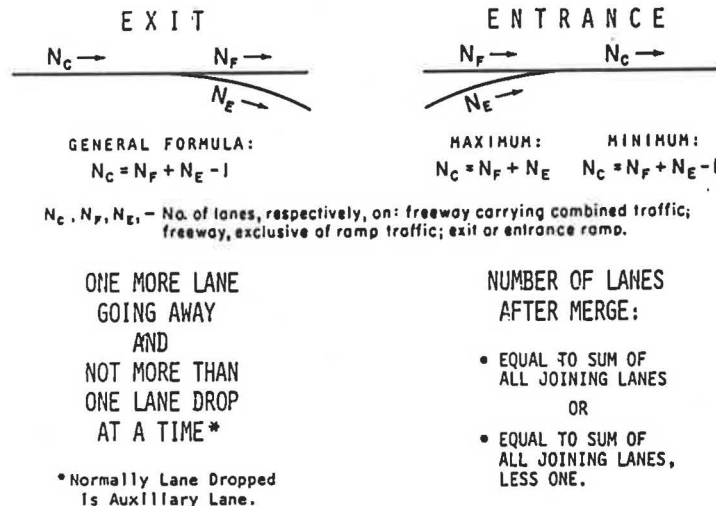 EXIT
N_C → N_F →
N_E →
GENERAL FORMULA:
N_C = N_F + N_E - 1
ENTRANCE
N_F → N_C →
N_E →
MAXIMUM: MINIMUM:
N_C = N_F + N_E N_C = N_F + N_E - 1
N_C, N_F, N_E, - No. of lanes, respectively, on: freeway carrying combined traffic;
freeway, exclusive of ramp traffic; exit or entrance ramp.
ONE MORE LANE
GOING AWAY
AND
NOT MORE THAN
ONE LANE DROP
AT A TIME*
*Normally Lane Dropped
is Auxiliary Lane.
NUMBER OF LANES
AFTER MERGE:
• EQUAL TO SUM OF
ALL JOINING LANES
OR
• EQUAL TO SUM OF
ALL JOINING LANES,
LESS ONE.